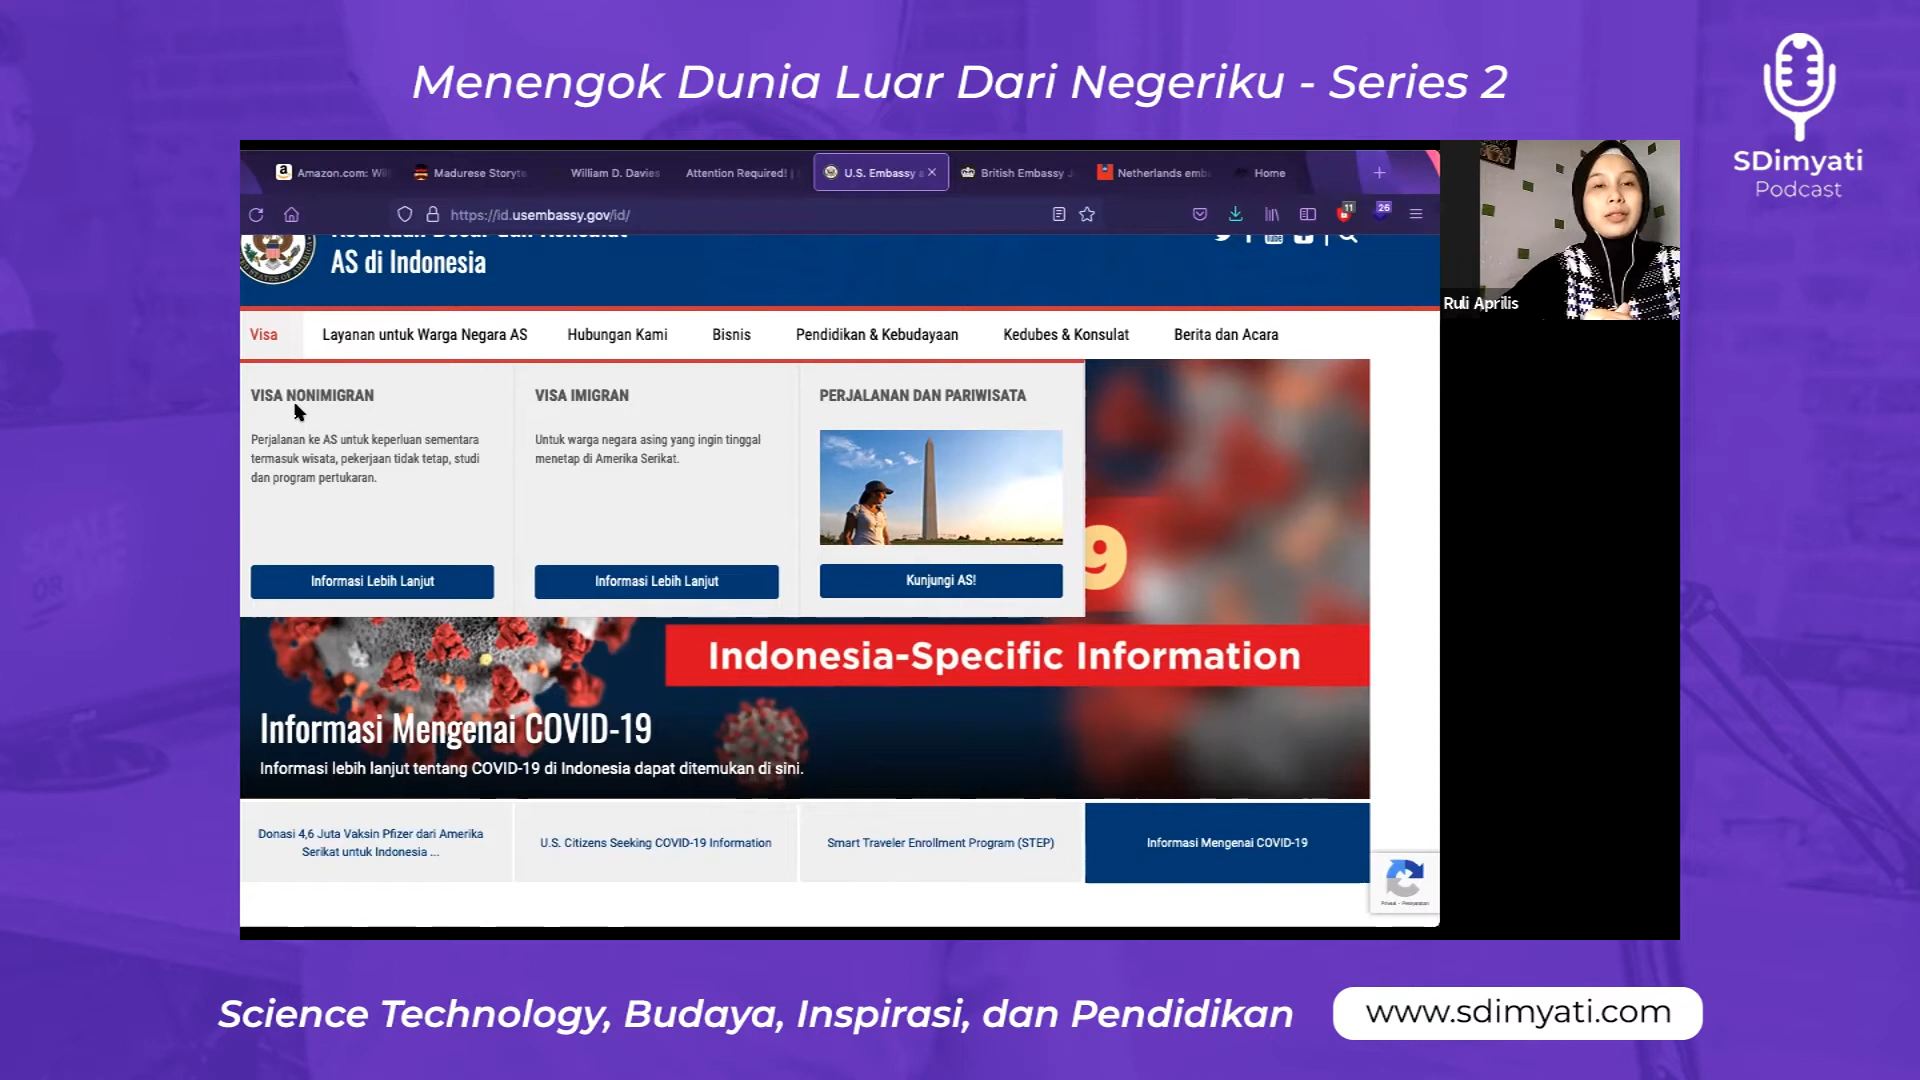 Menengok Dunia Luar Dari Negeriku - Series 2
SDimyati
Podcast
Amazon.com: Wi
Madurese Storyte
William D. Davies
Attention Required! |
U.S. Embassy a
British Embassy J
Netherlands emb
Home
https://id.usembassy.gov/id/
11
26
AS di Indonesia
Ruli Aprilis
Visa
Layanan untuk Warga Negara AS
Hubungan Kami
Bisnis
Pendidikan & Kebudayaan
Kedubes & Konsulat
Berita dan Acara
VISA NONIMIGRAN
Perjalanan ke AS untuk keperluan sementara
termasuk wisata, pekerjaan tidak tetap, studi
dan program pertukaran.
Informasi Lebih Lanjut
VISA IMIGRAN
Untuk warga negara asing yang ingin tinggal
menetap di Amerika Serikat.
Informasi Lebih Lanjut
PERJALANAN DAN PARIWISATA
Kunjungi AS!
9
Indonesia-Specific Information
Informasi Mengenai COVID-19
Informasi lebih lanjut tentang COVID-19 di Indonesia dapat ditemukan di sini.
Donasi 4,6 Juta Vaksin Pfizer dari Amerika
Serikat untuk Indonesia ...
U.S. Citizens Seeking COVID-19 Information
Smart Traveler Enrollment Program (STEP)
Informasi Mengenai COVID-19
Science Technology, Budaya, Inspirasi, dan Pendidikan
www.sdimyati.com